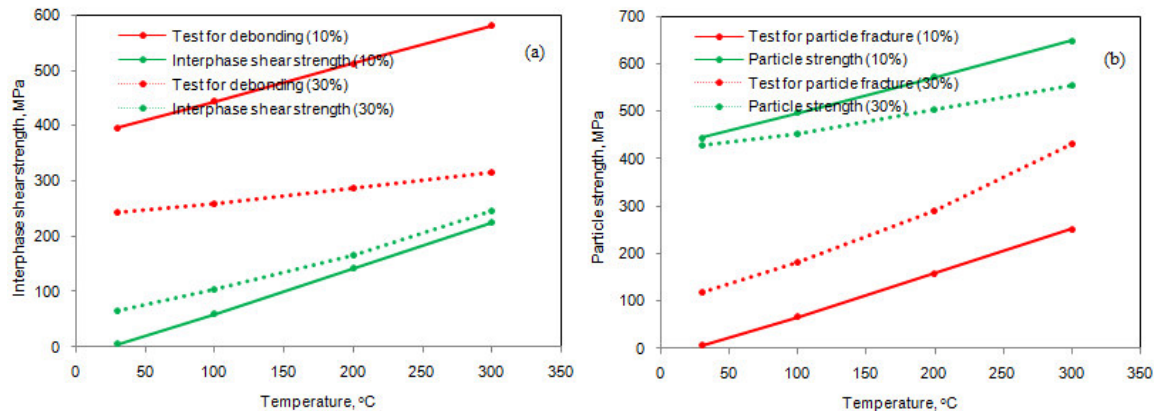 600
500
400
300
200
100
0
0
50
100
150
200
250
300
350
Interphase shear strength, MPa
Temperature, °C
Test for debonding (10%)
Interphase shear strength (10%)
Test for debonding (30%)
Interphase shear strength (30%)
(a)
700
600
500
400
300
200
100
0
0
50
100
150
200
250
300
350
Particle strength, MPa
Temperature, °C
Test for particle fracture (10%)
Particle strength (10%)
Test for particle fracture (30%)
Particle strength (30%)
(b)